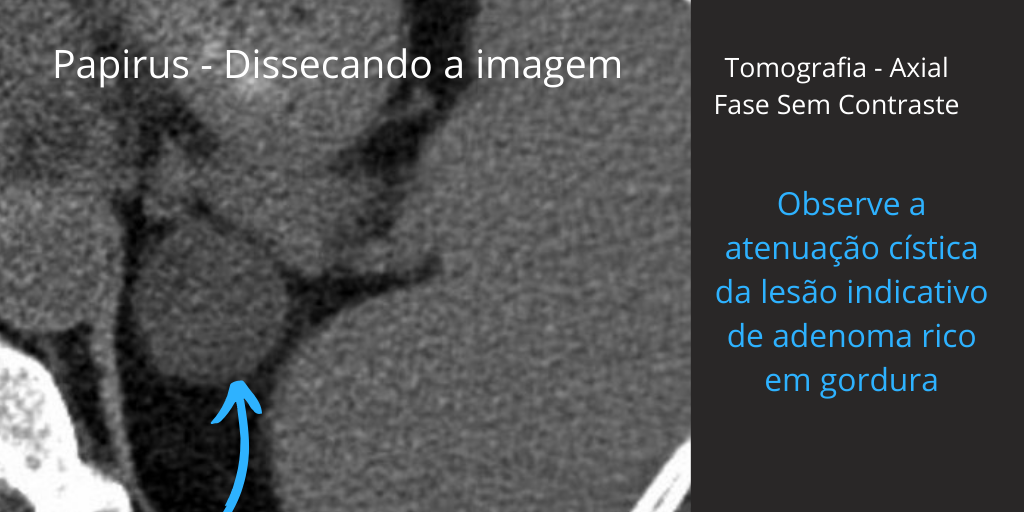 Papirus - Dissecando a imagem
Tomografia - Axial
Fase Sem Contraste
Observe a
atenuação cística
da lesão indicativo
de adenoma rico
em gordura